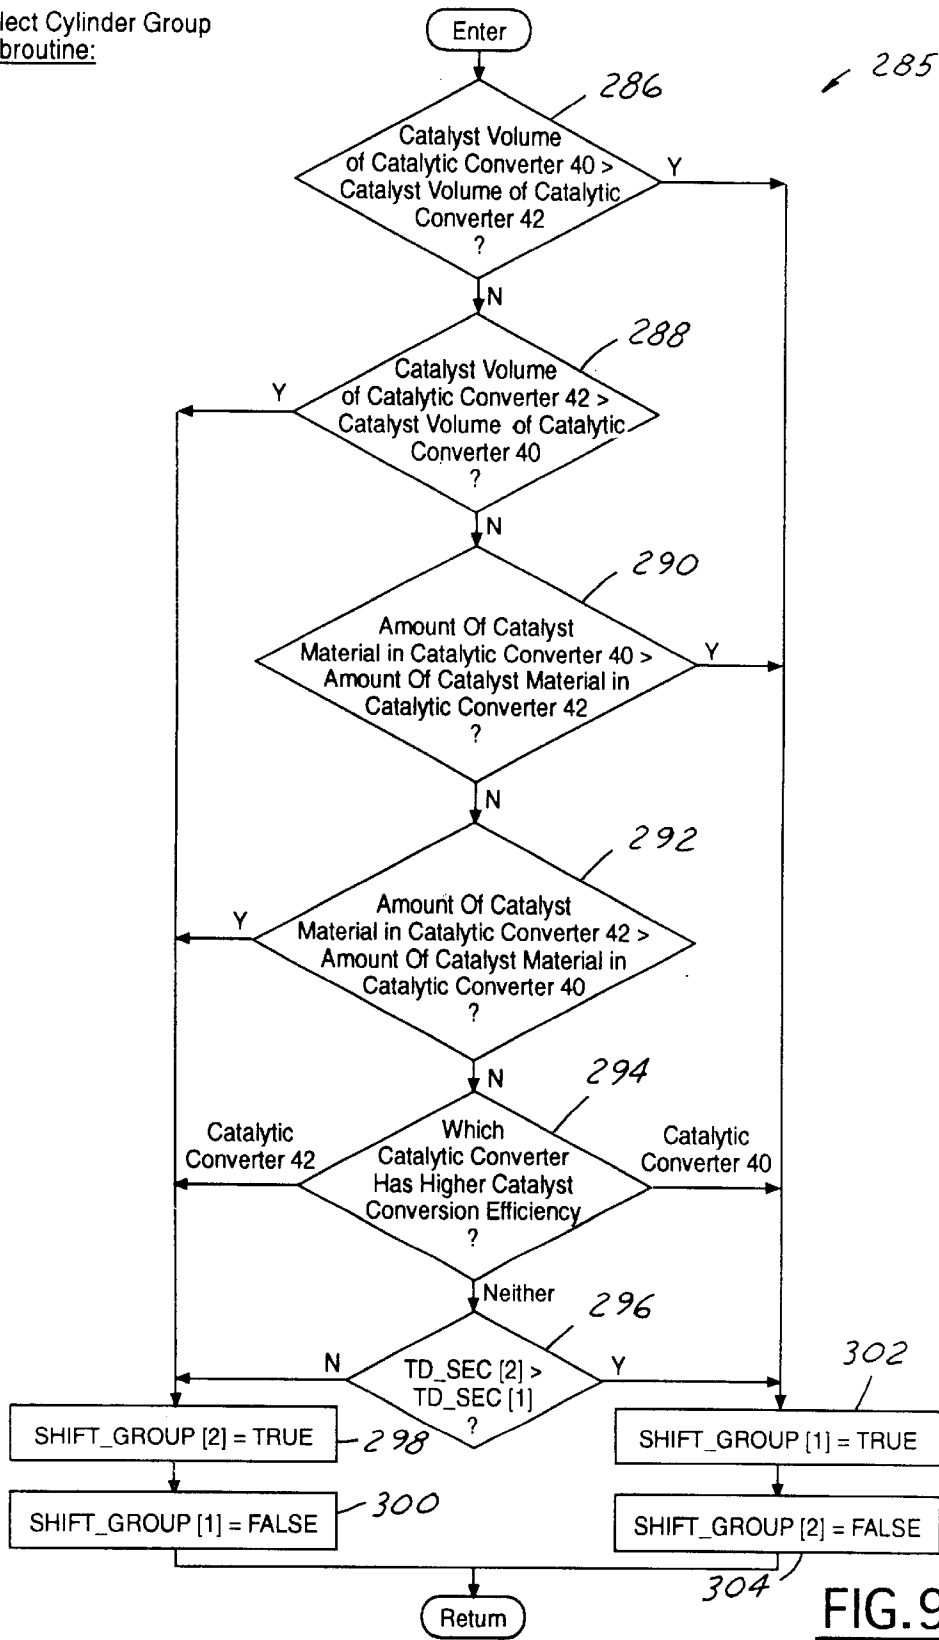 lect Cylinder Group
broutine:
Enter
285
286
Catalyst Volume
of Catalytic Converter 40 >
Catalyst Volume of Catalytic
Converter 42
?
Y
N
288
Catalyst Volume
of Catalytic Converter 42 >
Catalyst Volume of Catalytic
Converter 40
?
Y
N
290
Amount Of Catalyst
Material in Catalytic Converter 40 >
Amount Of Catalyst Material in
Catalytic Converter 42
?
Y
N
292
Amount Of Catalyst
Material in Catalytic Converter 42 >
Amount Of Catalyst Material in
Catalytic Converter 40
?
Y
N
294
Which
Catalytic Converter
Has Higher Catalyst
Conversion Efficiency
?
Catalytic
Converter 42
Catalytic
Converter 40
Neither
296
TD_SEC [2] >
TD_SEC [1]
?
N
Y
302
SHIFT_GROUP [2] = TRUE
298
SHIFT_GROUP [1] = TRUE
300
SHIFT_GROUP [1] = FALSE
SHIFT_GROUP [2] = FALSE
304
Return
FIG.9